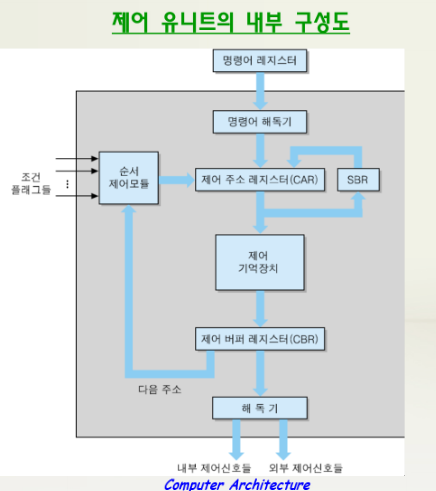 제어 유니트의 내부 구성도
명령어 레지스터
명령어 해독기
조건
플래그들
순서
제어모듈
제어 주소 레지스터(CAR)
SBR
제어
기억장치
제어 버퍼 레지스터(CBR)
다음 주소
해 독 기
내부 제어신호들
외부 제어신호들
Computer Architecture